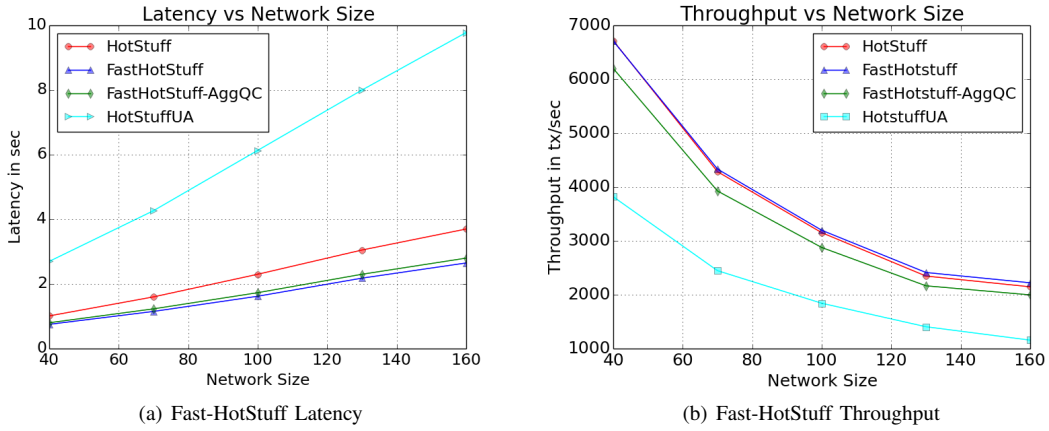 Latency vs Network Size
10
8
6
4
2
0
Latency in sec
HotStuff
FastHotStuff
FastHotStuff-AggQC
HotStuffUA
40 60 80 100 120 140 160
Network Size
(a) Fast-HotStuff Latency
Throughput vs Network Size
7000
6000
5000
4000
3000
2000
1000
Throughput in tx/sec
HotStuff
FastHotstuff
FastHotstuff-AggQC
HotstuffUA
40 60 80 100 120 140 160
Network Size
(b) Fast-HotStuff Throughput